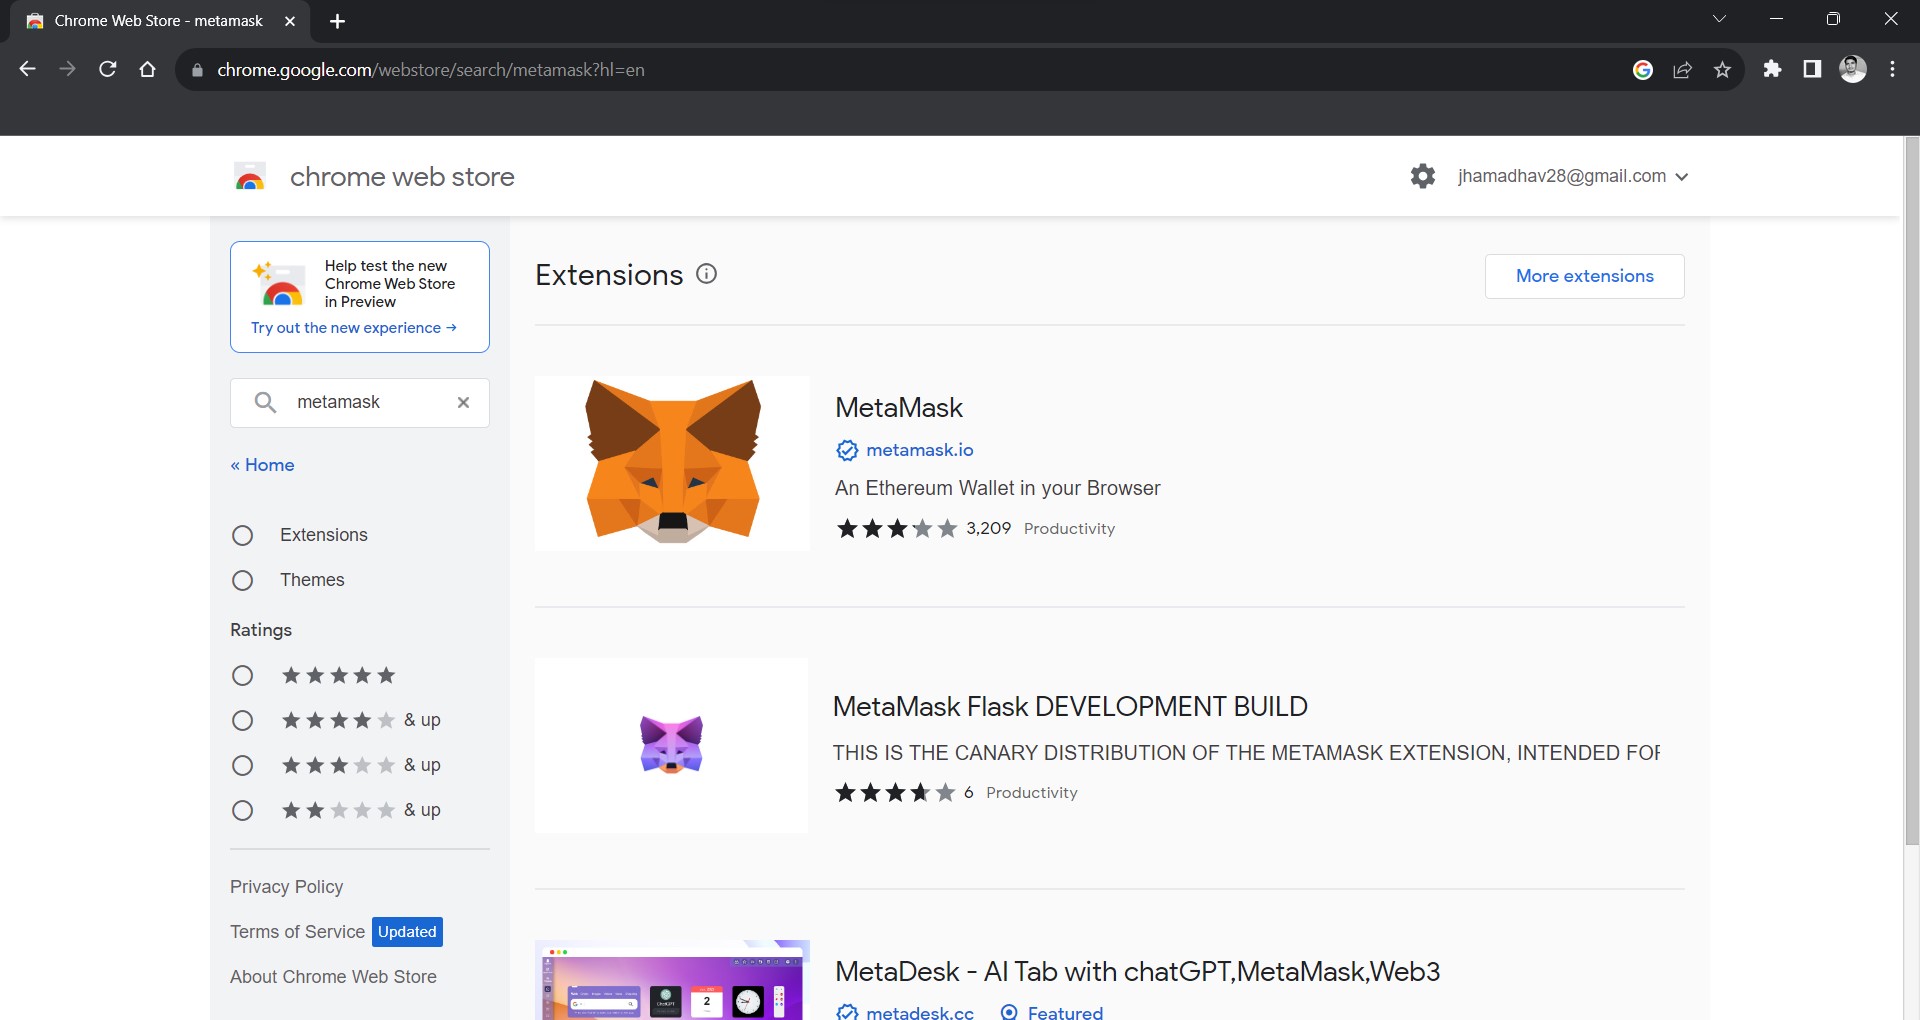 Chrome Web Store - metamask
chrome.google.com/webstore/search/metamask?hl=en
chrome web store
jhamadhav28@gmail.com
Help test the new
Chrome Web Store
in Preview
Try out the new experience →
metamask
« Home
Extensions
Themes
Ratings
& up
& up
& up
Privacy Policy
Terms of Service Updated
About Chrome Web Store
Extensions
More extensions
MetaMask
metamask.io
An Ethereum Wallet in your Browser
3,209 Productivity
MetaMask Flask DEVELOPMENT BUILD
THIS IS THE CANARY DISTRIBUTION OF THE METAMASK EXTENSION, INTENDED FOR
6 Productivity
MetaDesk - AI Tab with chatGPT,MetaMask,Web3
metadesk.cc Featured
ChatGPT
2